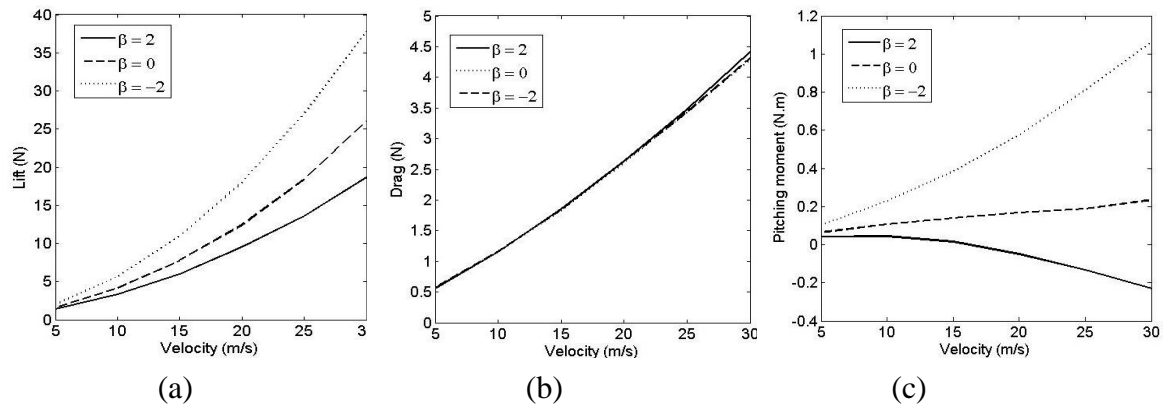 40
35
30
25
20
15
10
5
0
Lift (N)
β = 2
β = 0
β = −2
5 10 15 20 25 3
Velocity (m/s)
(a)
5
4.5
4
3.5
3
2.5
2
1.5
1
0.5
0
Drag (N)
β = 2
β = 0
β = −2
5 10 15 20 25 30
Velocity (m/s)
(b)
1.2
1
0.8
0.6
0.4
0.2
0
-0.2
-0.4
Pitching moment (N.m)
β = 2
β = 0
β = −2
5 10 15 20 25 30
Velocity (m/s)
(c)